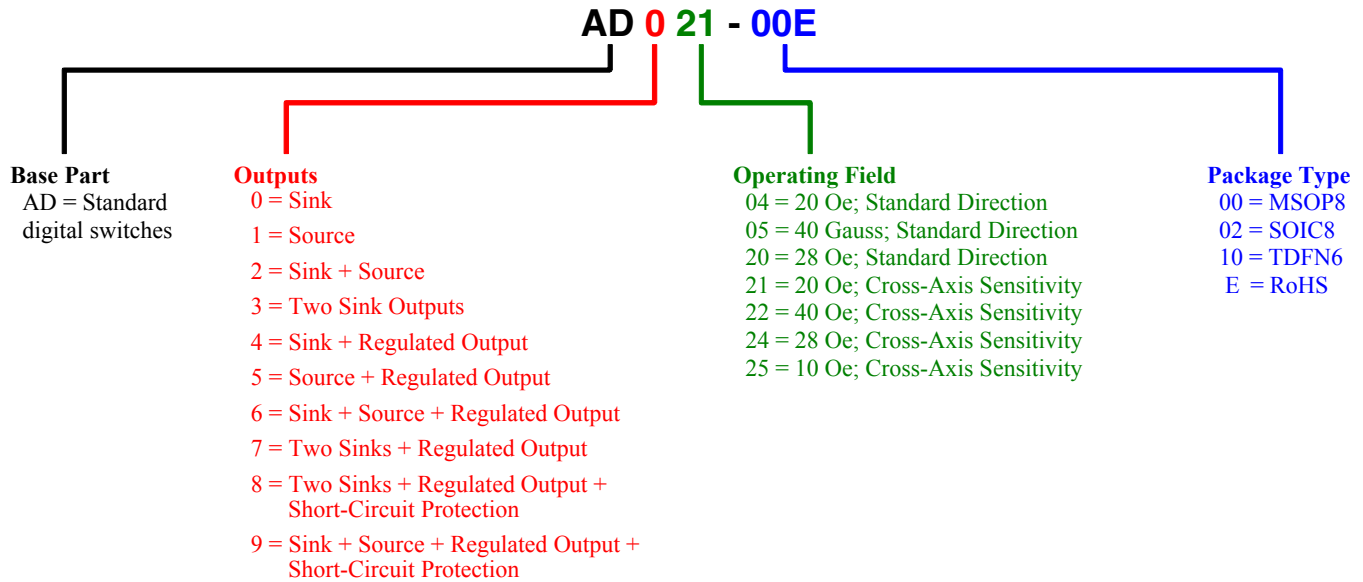 AD 0 21 - 00E
Base Part
AD = Standard
digital switches
Outputs
0 = Sink
1 = Source
2 = Sink + Source
3 = Two Sink Outputs
4 = Sink + Regulated Output
5 = Source + Regulated Output
6 = Sink + Source + Regulated Output
7 = Two Sinks + Regulated Output
8 = Two Sinks + Regulated Output +
Short-Circuit Protection
9 = Sink + Source + Regulated Output +
Short-Circuit Protection
Operating Field
04 = 20 Oe; Standard Direction
05 = 40 Gauss; Standard Direction
20 = 28 Oe; Standard Direction
21 = 20 Oe; Cross-Axis Sensitivity
22 = 40 Oe; Cross-Axis Sensitivity
24 = 28 Oe; Cross-Axis Sensitivity
25 = 10 Oe; Cross-Axis Sensitivity
Package Type
00 = MSOP8
02 = SOIC8
10 = TDFN6
E = RoHS